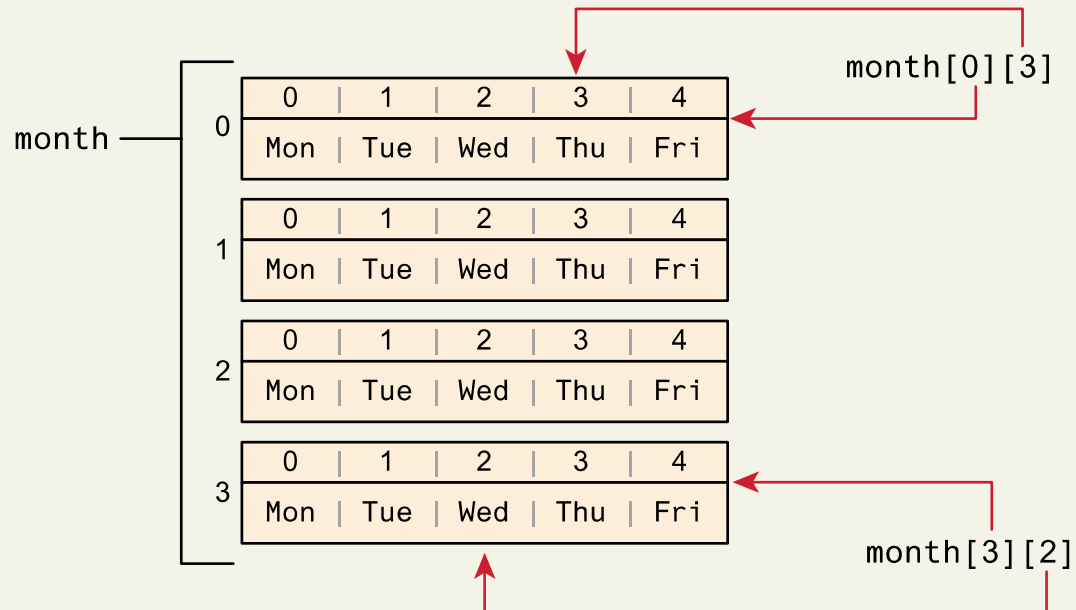 month[0][3]
0 | 1 | 2 | 3 | 4
0
month
Mon | Tue | Wed | Thu | Fri
0 | 1 | 2 | 3 | 4
1
Mon | Tue | Wed | Thu | Fri
0 | 1 | 2 | 3 | 4
2
Mon | Tue | Wed | Thu | Fri
0 | 1 | 2 | 3 | 4
3
Mon | Tue | Wed | Thu | Fri
month[3][2]